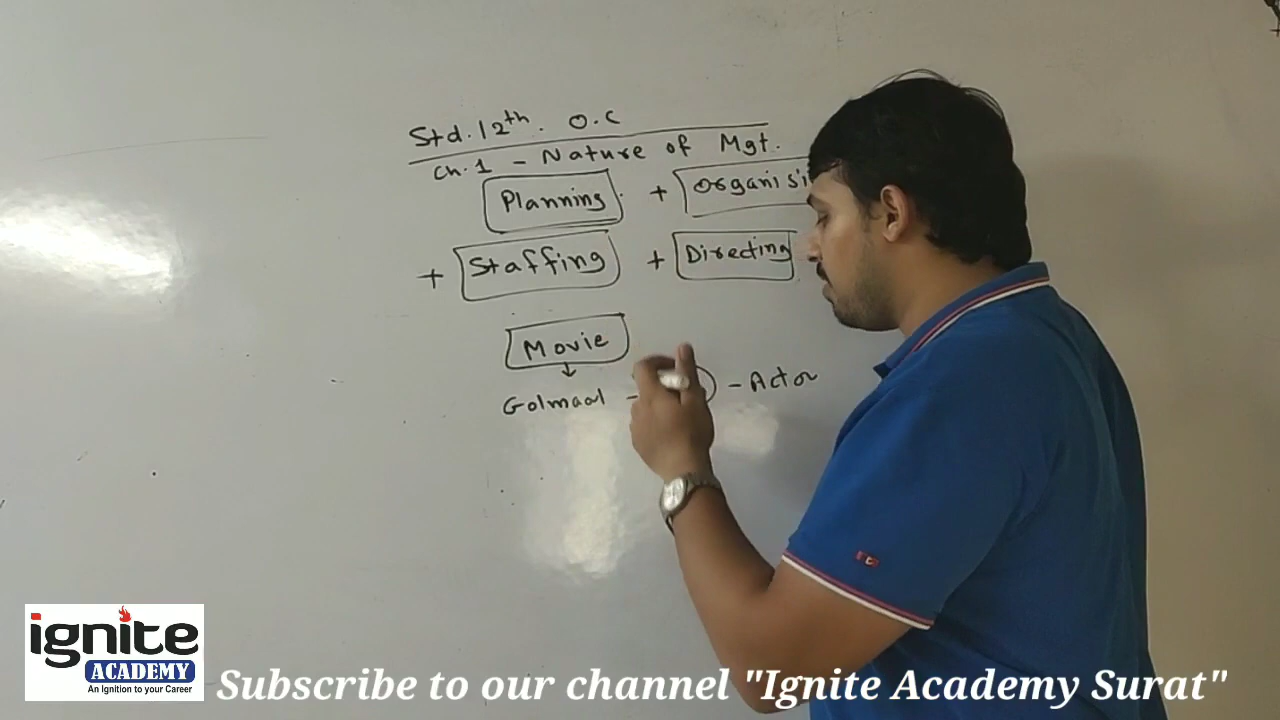 Std. 12th. O.C
Ch.1 - Nature of Mgt.
Planning + Organisi
+ Staffing + Directing
Movie
Golmaal - - Actor
ignite
ACADEMY
An Ignition to your Career
Subscribe to our channel "Ignite Academy Surat"